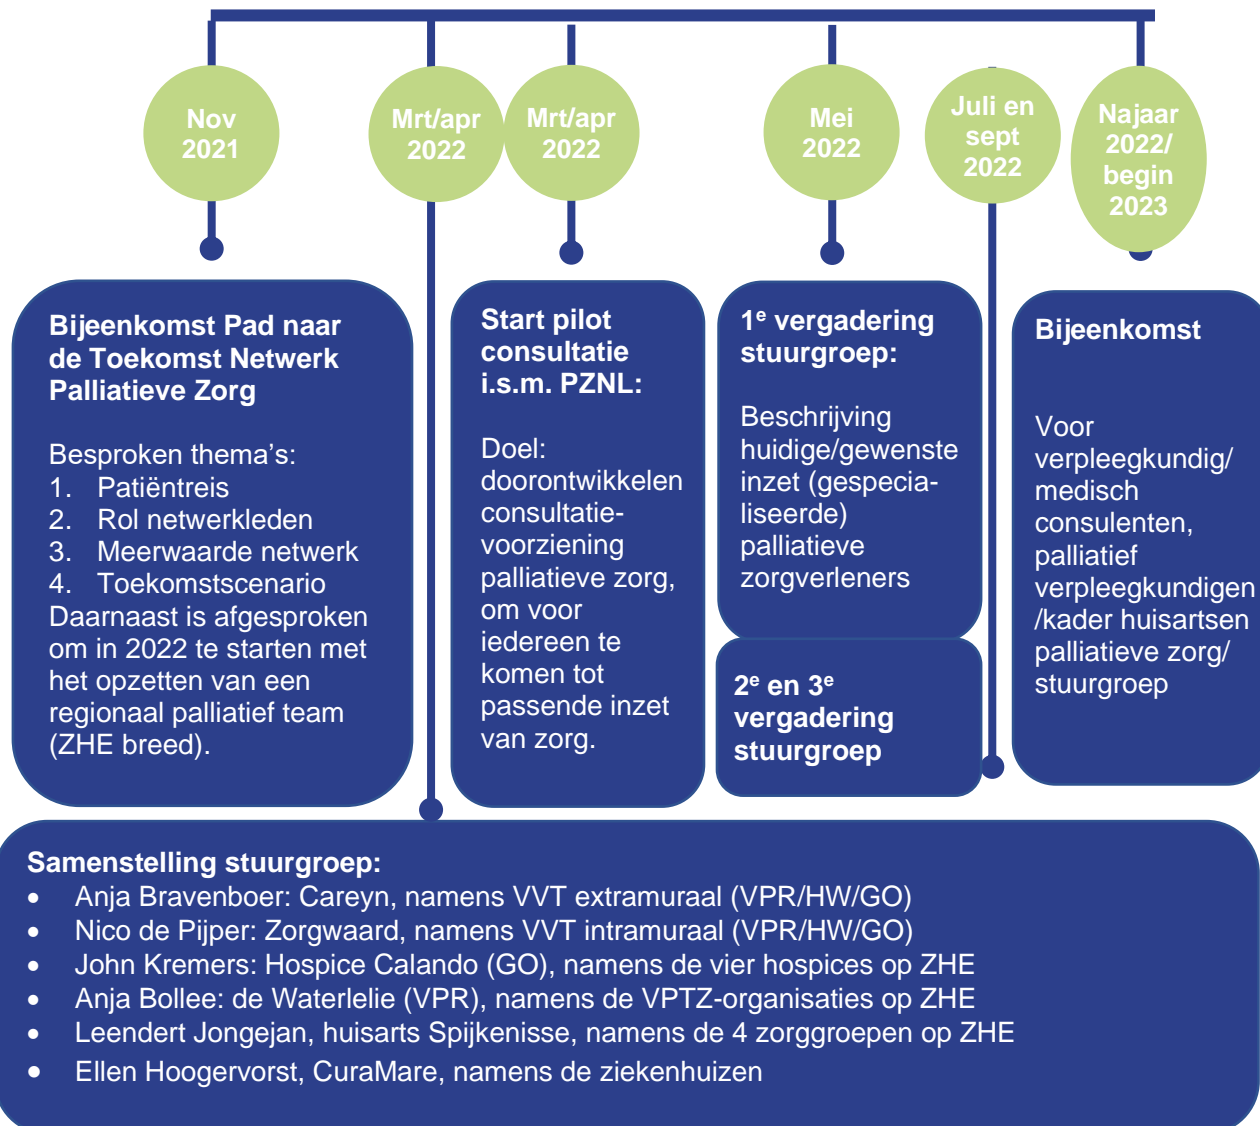 Nov
2021
Mrt/apr
2022
Mrt/apr
2022
Mei
2022
Juli en
sept
2022
Najaar
2022/
begin
2023
Bijeenkomst Pad naar
de Toekomst Netwerk
Palliatieve Zorg
Besproken thema's:
1. Patiëntreis
2. Rol netwerkleden
3. Meerwaarde netwerk
4. Toekomstscenario
Daarnaast is afgesproken
om in 2022 te starten met
het opzetten van een
regionaal palliatief team
(ZHE breed).
Start pilot
consultatie
i.s.m. PZNL:
Doel:
doorontwikkelen
consultatie-
voorziening
palliatieve zorg,
om voor
iedereen te
komen tot
passende inzet
van zorg.
1e vergadering
stuurgroep:
Beschrijving
huidige/gewenste
inzet (gespecia-
liseerde)
palliatieve
zorgverleners
2e en 3e
vergadering
stuurgroep
Bijeenkomst
Voor
verpleegkundig/
medisch
consulenten,
palliatief
verpleegkundigen
/kader huisartsen
palliatieve zorg/
stuurgroep
Samenstelling stuurgroep:
• Anja Bravenboer: Careyn, namens VVT extramuraal (VPR/HW/GO)
• Nico de Pijper: Zorgwaard, namens VVT intramuraal (VPR/HW/GO)
• John Kremers: Hospice Calando (GO), namens de vier hospices op ZHE
• Anja Bollee: de Waterlelie (VPR), namens de VPTZ-organisaties op ZHE
• Leendert Jongejan, huisarts Spijkenisse, namens de 4 zorggroepen op ZHE
• Ellen Hoogervorst, CuraMare, namens de ziekenhuizen